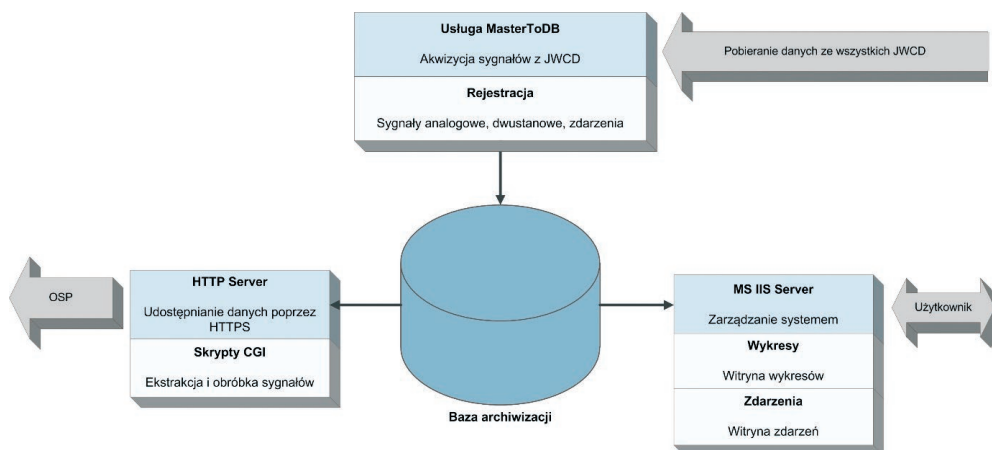 Usługa MasterToDB
Akwizycja sygnałów z JWCD
Pobieranie danych ze wszystkich JWCD
Rejestracja
Sygnały analogowe, dwustanowe, zdarzenia
OSP
HTTP Server
Udostępnianie danych poprzez
HTTPS
Skrypty CGI
Ekstrakcja i obróbka sygnałów
Baza archiwizacji
MS IIS Server
Zarządzanie systemem
Wykresy
Witryna wykresów
Zdarzenia
Witryna zdarzeń
Użytkownik